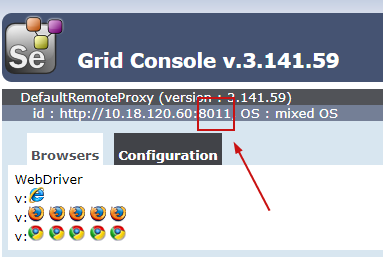 Se
Grid Console v.3.141.59
DefaultRemoteProxy (version : 3.141.59)
id : http://10.18.120.60:8011, OS : mixed OS
Browsers
Configuration
WebDriver
v:
v:
v: